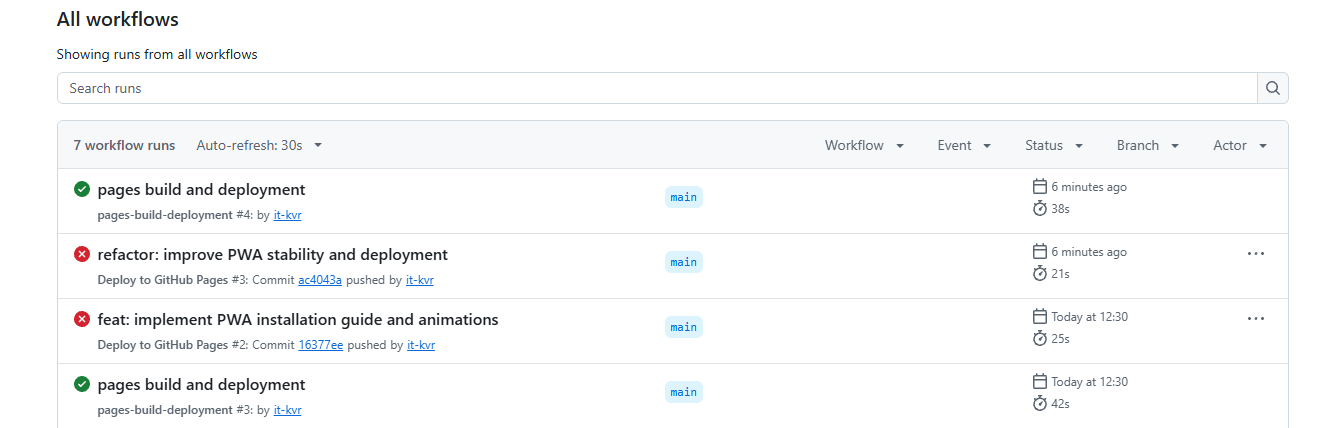 All workflows
Showing runs from all workflows
Search runs
7 workflow runs Auto-refresh: 30s Workflow Event Status Branch Actor
pages build and deployment main 6 minutes ago
pages-build-deployment #4: by it-kvr 38s
refactor: improve PWA stability and deployment main 6 minutes ago
Deploy to GitHub Pages #3: Commit ac4043a pushed by it-kvr 21s
feat: implement PWA installation guide and animations main Today at 12:30
Deploy to GitHub Pages #2: Commit 16377ee pushed by it-kvr 25s
pages build and deployment main Today at 12:30
pages-build-deployment #3: by it-kvr 42s